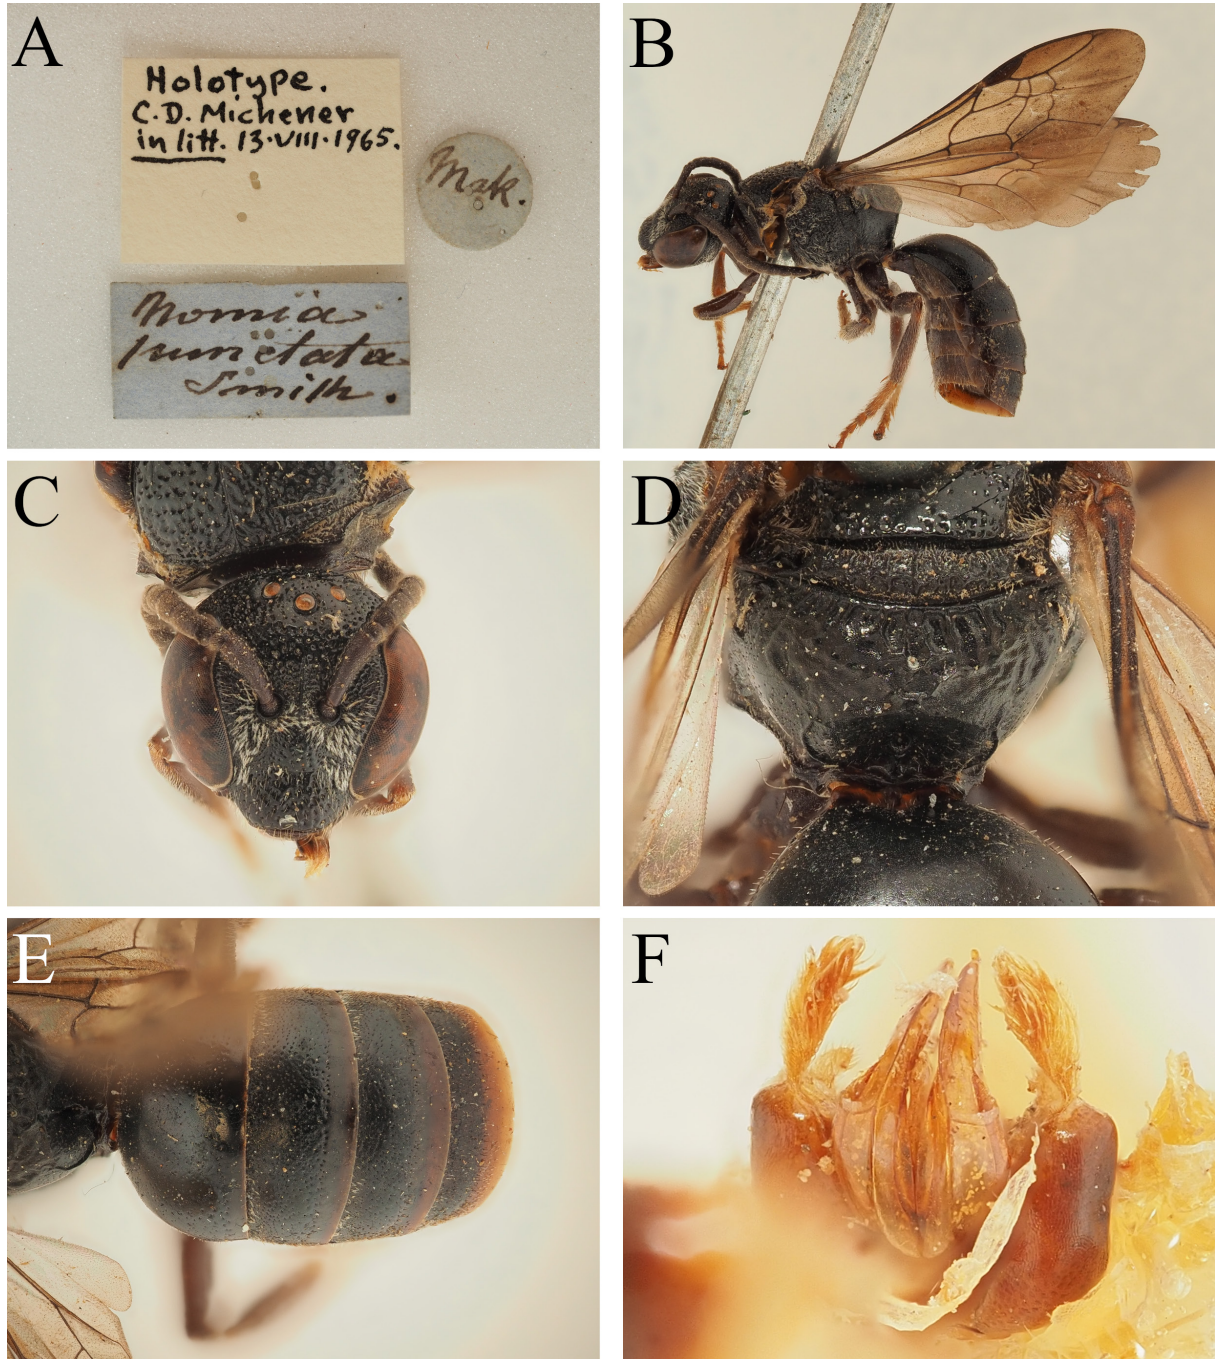 A
Holotype.
C.D. Michener
in litt. 13.VIII.1965.
Mak.
Nomia
punctata
Smith.
B
C
D
E
F